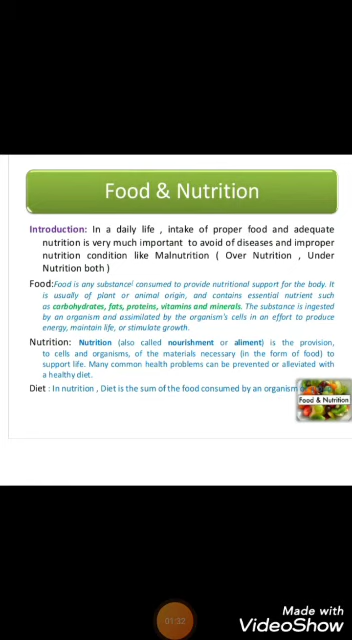 Food & Nutrition
Introduction: In a daily life , intake of proper food and adequate
nutrition is very much important to avoid of diseases and improper
nutrition condition like Malnutrition ( Over Nutrition , Under
Nutrition both )
Food:Food is any substance consumed to provide nutritional support for the body. It
is usually of plant or animal origin, and contains essential nutrient such
as carbohydrates, fats, proteins, vitamins and minerals. The substance is ingested
by an organism and assimilated by the organism's cells in an effort to produce
energy, maintain life, or stimulate growth.
Nutrition: Nutrition (also called nourishment or aliment) is the provision,
to cells and organisms, of the materials necessary (in the form of food) to
support life. Many common health problems can be prevented or alleviated with
a healthy diet.
Diet : In nutrition , Diet is the sum of the food consumed by an organism
Food & Nutrition
01:32
Made with
VideoShow